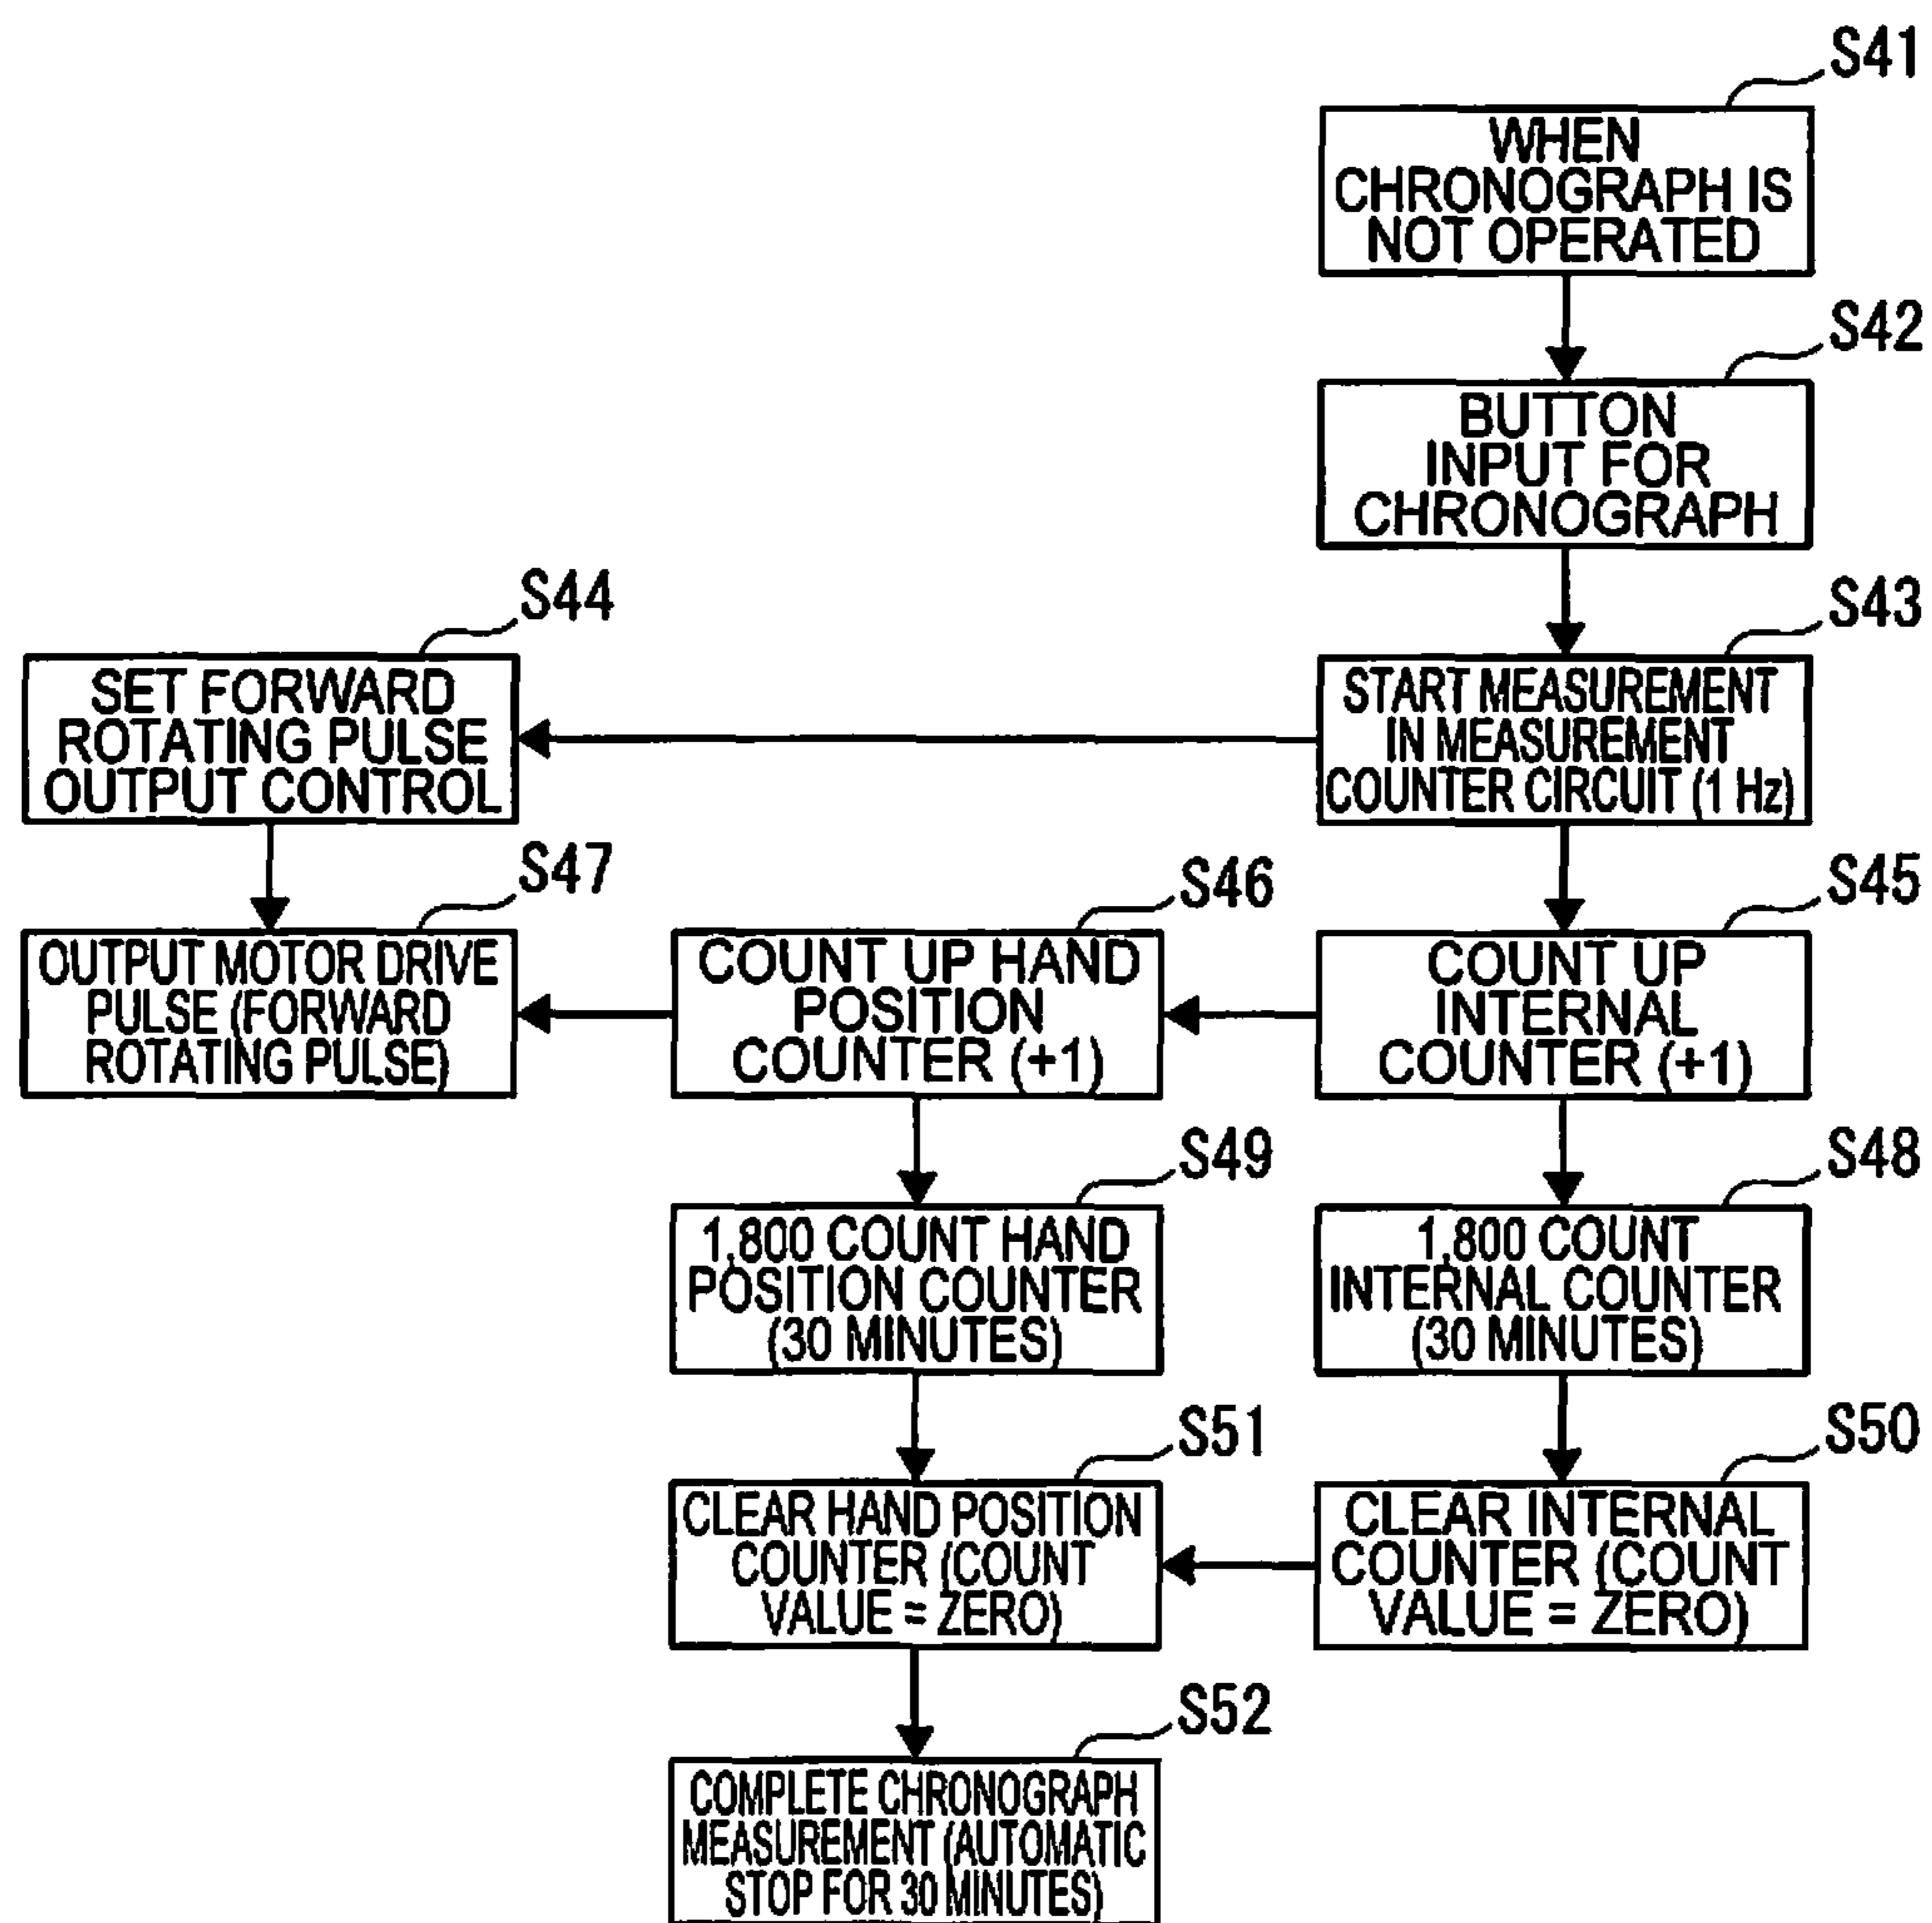 S41
WHEN
CHRONOGRAPH IS
NOT OPERATED
S42
BUTTON
INPUT FOR
CHRONOGRAPH
S43
START MEASUREMENT
IN MEASUREMENT
COUNTER CIRCUIT (1 Hz)
S44
SET FORWARD
ROTATING PULSE
OUTPUT CONTROL
S45
COUNT UP
INTERNAL
COUNTER (+1)
S46
COUNT UP HAND
POSITION
COUNTER (+1)
S47
OUTPUT MOTOR DRIVE
PULSE (FORWARD
ROTATING PULSE)
S48
1,800 COUNT
INTERNAL COUNTER
(30 MINUTES)
S49
1,800 COUNT HAND
POSITION COUNTER
(30 MINUTES)
S50
CLEAR INTERNAL
COUNTER (COUNT
VALUE = ZERO)
S51
CLEAR HAND POSITION
COUNTER (COUNT
VALUE = ZERO)
S52
COMPLETE CHRONOGRAPH
MEASUREMENT (AUTOMATIC
STOP FOR 30 MINUTES)